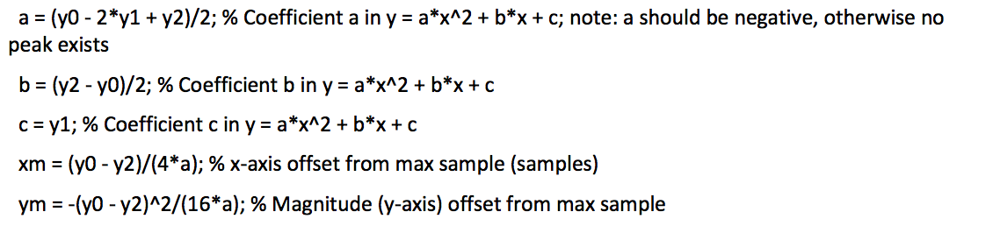 a = (y0 - 2*y1 + y2)/2; % Coefficient a in y = a*x^2 + b*x + c; note: a should be negative, otherwise no
peak exists
b = (y2 - y0)/2; % Coefficient b in y = a*x^2 + b*x + c
c = y1; % Coefficient c in y = a*x^2 + b*x + c
xm = (y0 - y2)/(4*a); % x-axis offset from max sample (samples)
ym = -(y0 - y2)^2/(16*a); % Magnitude (y-axis) offset from max sample